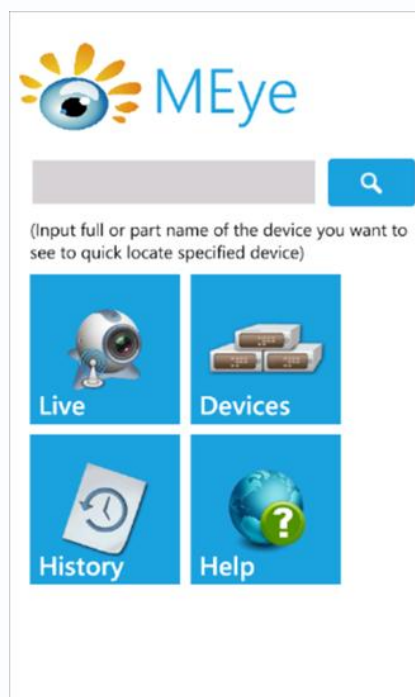 MEye
(Input full or part name of the device you want to
see to quick locate specified device)
Live
Devices
History
Help